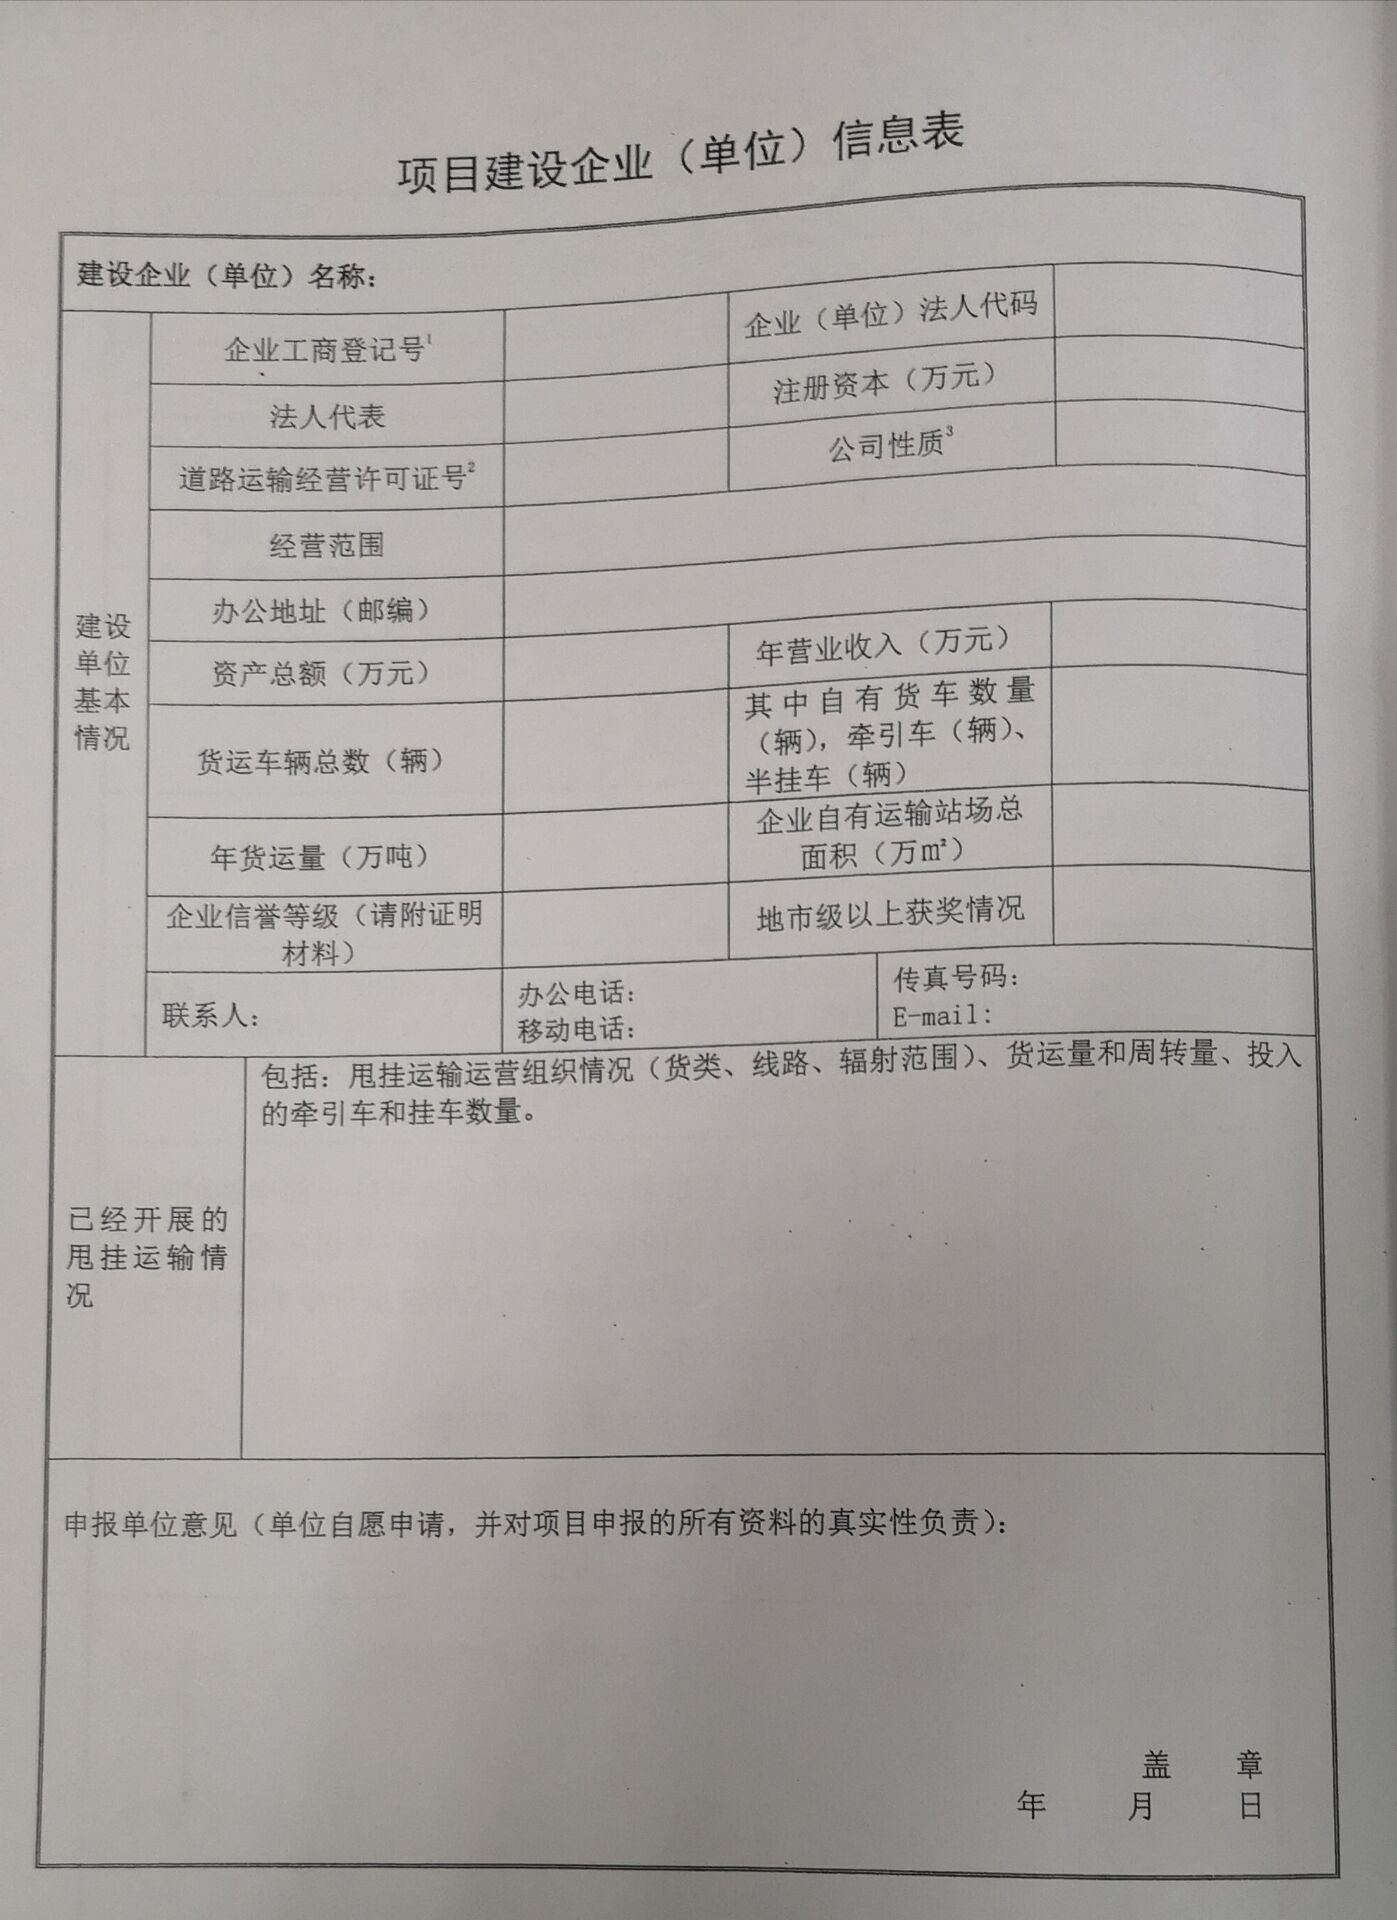 项目建设企业（单位）信息表
建设企业（单位）名称：
企业工商登记号¹
企业（单位）法人代码
法人代表
注册资本（万元）
道路运输经营许可证号²
公司性质³
经营范围
办公地址（邮编）
建设
单位
基本
情况
资产总额（万元）
年营业收入（万元）
货运车辆总数（辆）
其中自有货车数量
（辆），牵引车（辆）、
半挂车（辆）
年货运量（万吨）
企业自有运输站场总
面积（万㎡）
企业信誉等级（请附证明
材料）
地市级以上获奖情况
联系人：
办公电话：
移动电话：
传真号码：
E-mail:
已经开展的
甩挂运输情
况
包括：甩挂运输运营组织情况（货类、线路、辐射范围）、货运量和周转量、投入
的牵引车和挂车数量。
申报单位意见（单位自愿申请，并对项目申报的所有资料的真实性负责）：
盖 章
年 月 日